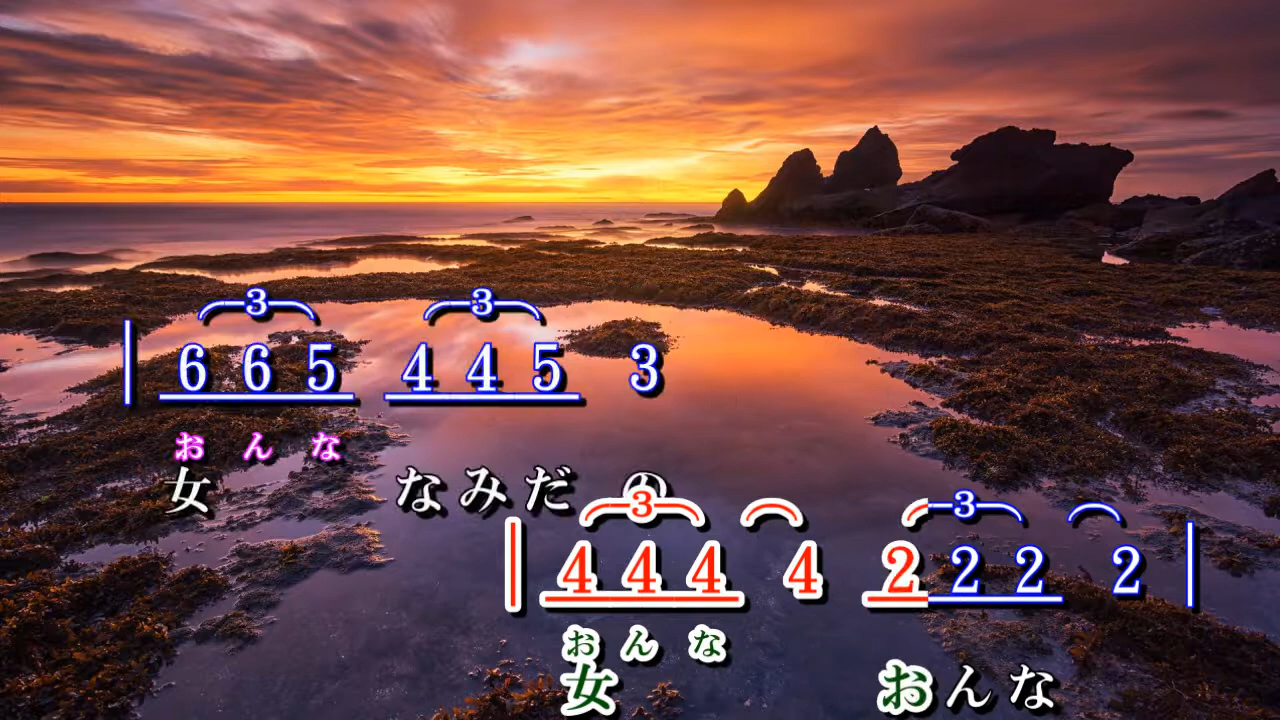 3 3
| 6 6 5 4 4 5 3
おんな
女 なみだ の
3 3
| 4 4 4 4 2 2 2 2 |
おんな
女 おんな